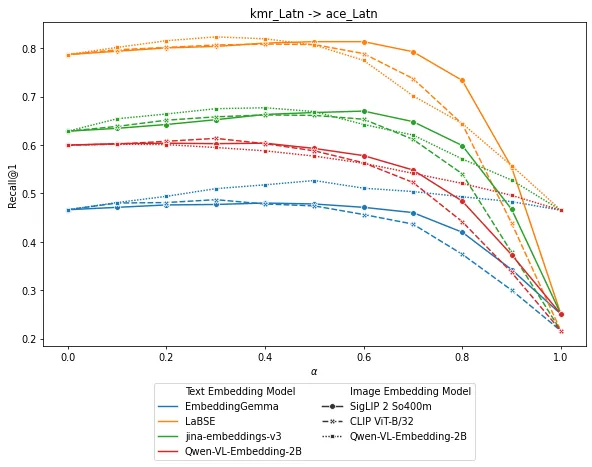 kmr_Latn -> ace_Latn
Recall@1
0.8
0.7
0.6
0.5
0.4
0.3
0.2
0.0 0.2 0.4 0.6 0.8 1.0
α
Text Embedding Model Image Embedding Model
EmbeddingGemma SigLIP 2 So400m
LaBSE CLIP ViT-B/32
jina-embeddings-v3 Qwen-VL-Embedding-2B
Qwen-VL-Embedding-2B